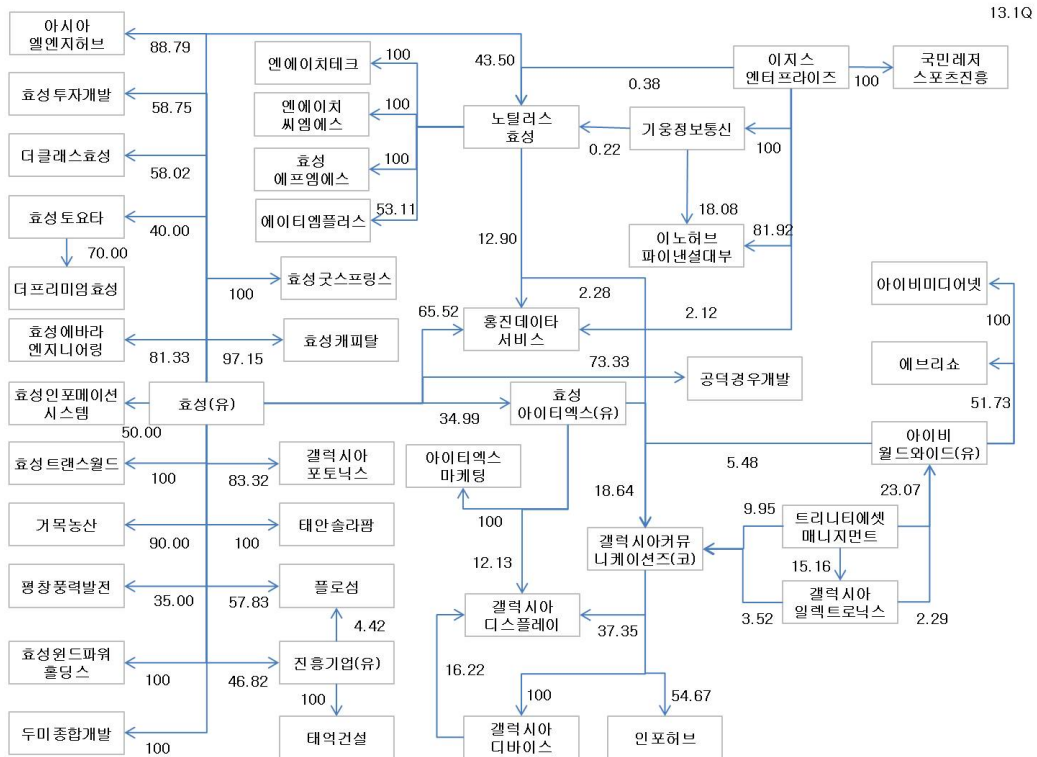 13.1Q
아시아
엘엔지허브
88.79
엔에이치테크
100
43.50
이지스
엔터프라이즈
0.38
100
국민레저
스포츠진흥
효성투자개발
58.75
엔에이치
씨엠에스
100
노틸러스
효성
0.22
기웅정보통신
100
더클래스효성
58.02
효성
에프엠에스
100
효성토요타
40.00
에이티엠플러스
53.11
12.90
18.08
이노허브
파이낸셜대부
81.92
70.00
더프리미엄효성
100
효성굿스프링스
2.28
아이비미디어넷
100
65.52
홍진데이타
서비스
2.12
효성에바라
엔지니어링
81.33
97.15
효성캐피탈
73.33
공덕경우개발
에브리쇼
51.73
효성인포메이션
시스템
50.00
효성(유)
34.99
효성
아이티엑스(유)
아이비
월드와이드(유)
5.48
효성트랜스월드
100
83.32
갤럭시아
포토닉스
아이티엑스
마케팅
100
18.64
23.07
거목농산
90.00
100
태안솔라팜
갤럭시아커뮤
니케이션즈(코)
9.95
트리니티에셋
매니지먼트
15.16
평창풍력발전
35.00
57.83
플로섬
12.13
갤럭시아
디스플레이
37.35
3.52
갤럭시아
일렉트로닉스
2.29
4.42
효성윈드파워
홀딩스
100
46.82
진흥기업(유)
16.22
100
100
54.67
두미종합개발
100
태억건설
갤럭시아
디바이스
인포허브